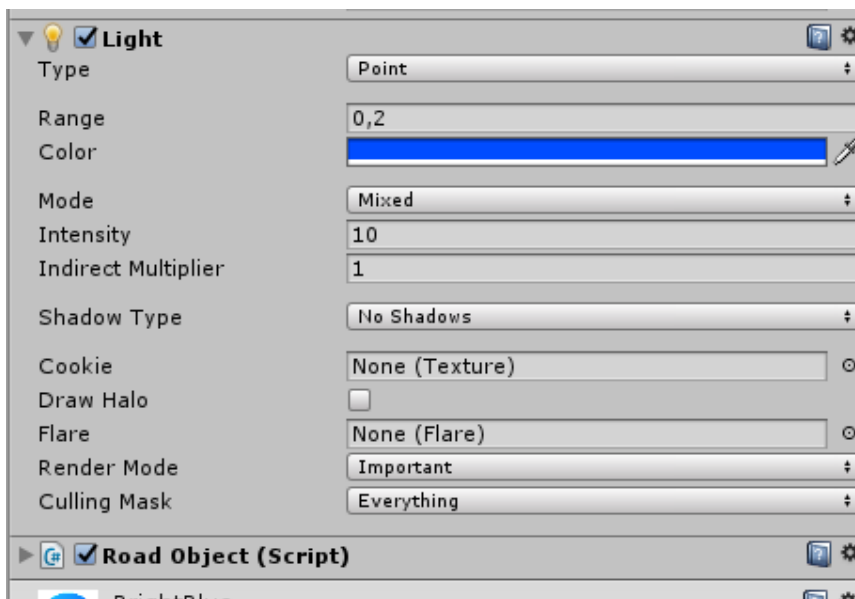 Light
Type Point
Range 0,2
Color
Mode Mixed
Intensity 10
Indirect Multiplier 1
Shadow Type No Shadows
Cookie None (Texture)
Draw Halo
Flare None (Flare)
Render Mode Important
Culling Mask Everything
Road Object (Script)